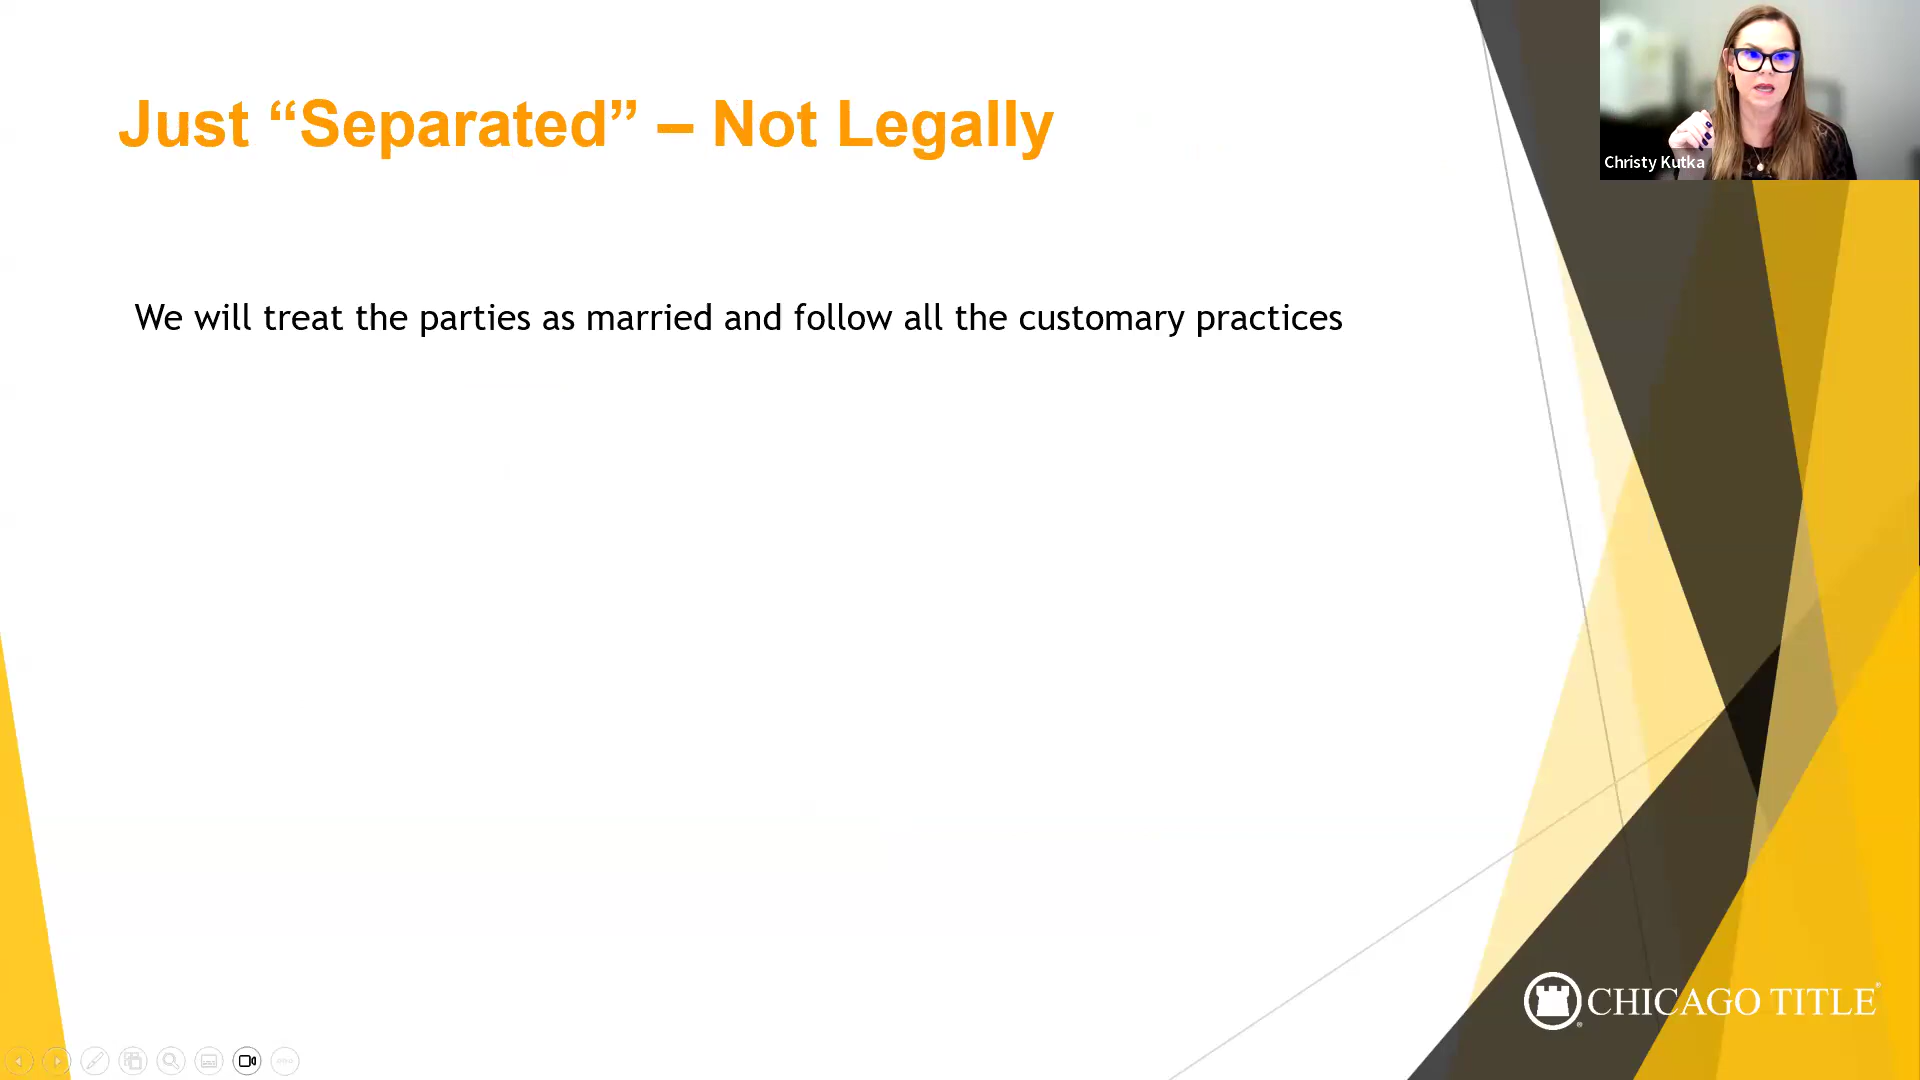 Just “Separated” – Not Legally
Christy Kutka
We will treat the parties as married and follow all the customary practices
CHICAGO TITLE